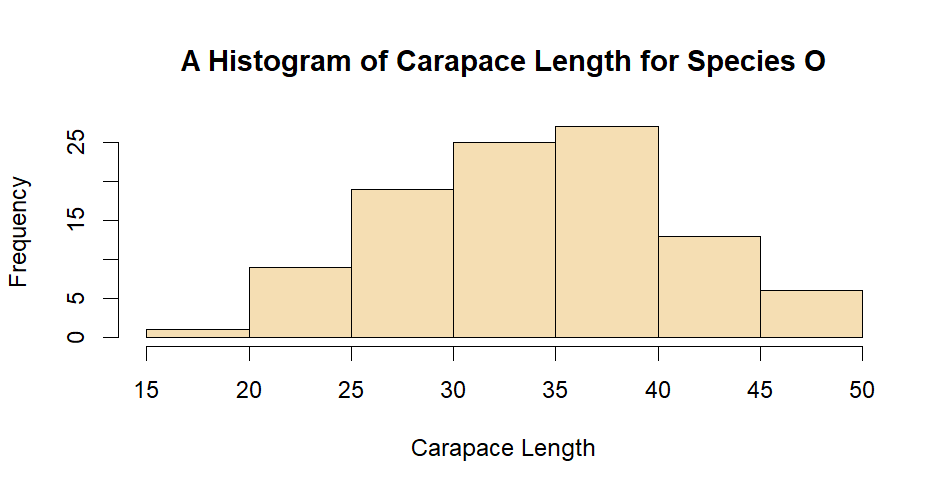 A Histogram of Carapace Length for Species O
Frequency
25
15
5
0
15 20 25 30 35 40 45 50
Carapace Length